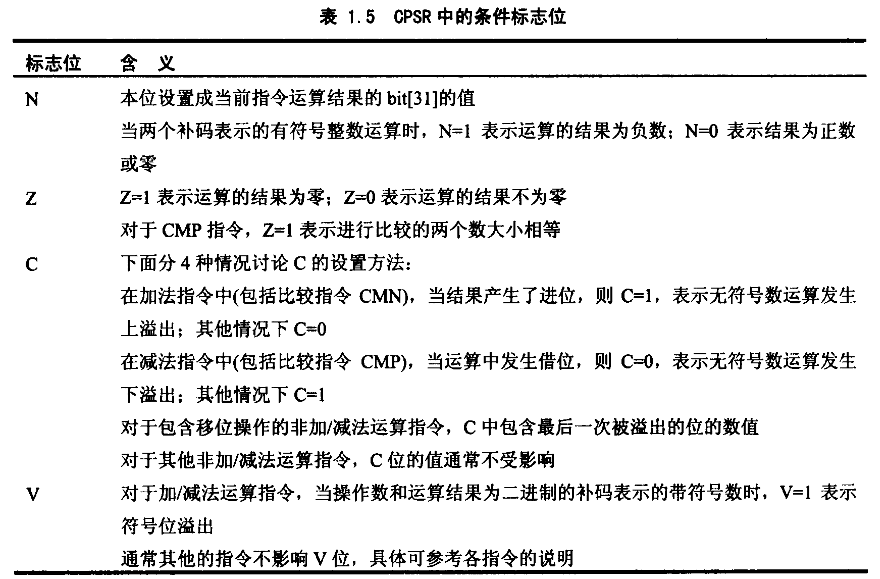 表 1.5 CPSR 中的条件标志位
标志位 含 义
N 本位设置成当前指令运算结果的 bit[31]的值
当两个补码表示的有符号整数运算时，N=1 表示运算的结果为负数；N=0 表示结果为正数
或零
Z Z=1 表示运算的结果为零；Z=0 表示运算的结果不为零
对于 CMP 指令，Z=1 表示进行比较的两个数大小相等
C 下面分 4 种情况讨论 C 的设置方法：
在加法指令中(包括比较指令 CMN)，当结果产生了进位，则 C=1，表示无符号数运算发生
上溢出；其他情况下 C=0
在减法指令中(包括比较指令 CMP)，当运算中发生借位，则 C=0，表示无符号数运算发生
下溢出；其他情况下 C=1
对于包含移位操作的非加/减法运算指令，C 中包含最后一次被溢出的位的数值
对于其他非加/减法运算指令，C 位的值通常不受影响
V 对于加/减法运算指令，当操作数和运算结果为二进制的补码表示的带符号数时，V=1 表示
符号位溢出
通常其他的指令不影响 V 位，具体可参考各指令的说明